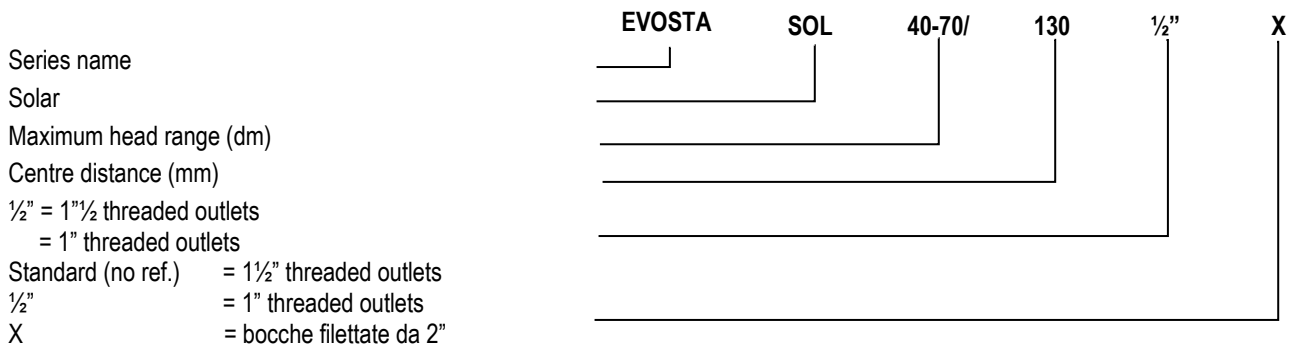 EVOSTA SOL 40-70/ 130 ½” X
Series name
Solar
Maximum head range (dm)
Centre distance (mm)
½” = 1”½ threaded outlets
= 1” threaded outlets
Standard (no ref.) = 1½” threaded outlets
½” = 1” threaded outlets
X = bocche filettate da 2”